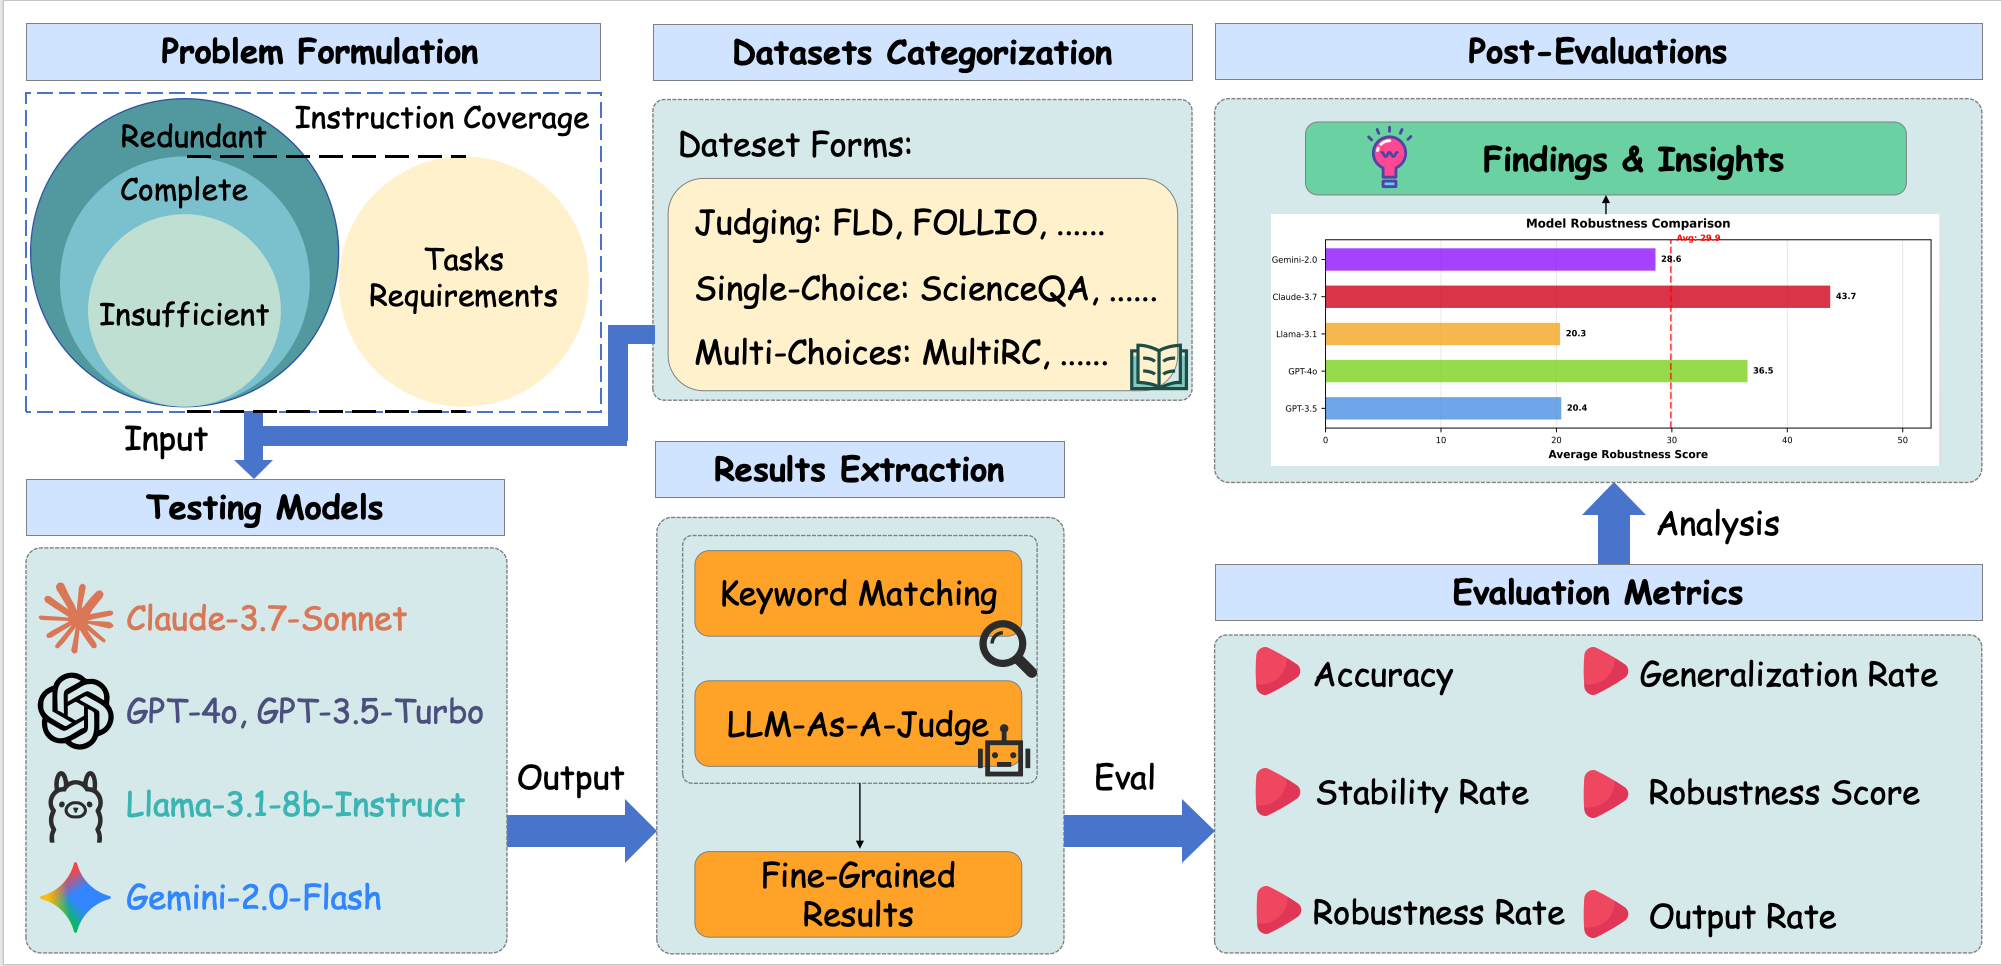 Problem Formulation
Instruction Coverage
Redundant
Complete
Insufficient
Tasks
Requirements
Input
Datasets Categorization
Dateset Forms:
Judging: FLD, FOLLIO, ......
Single-Choice: ScienceQA, ......
Multi-Choices: MultiRC, ......
Testing Models
Claude-3.7-Sonnet
GPT-4o, GPT-3.5-Turbo
Llama-3.1-8b-Instruct
Gemini-2.0-Flash
Output
Results Extraction
Keyword Matching
LLM-As-A-Judge
Fine-Grained
Results
Eval
Evaluation Metrics
Accuracy
Generalization Rate
Stability Rate
Robustness Score
Robustness Rate
Output Rate
Analysis
Post-Evaluations
Findings & Insights
Model Robustness Comparison
Avg: 29.9
Gemini-2.0 28.6
Claude-3.7 43.7
Llama-3.1 20.3
GPT-4o 36.5
GPT-3.5 20.4
0 10 20 30 40 50
Average Robustness Score